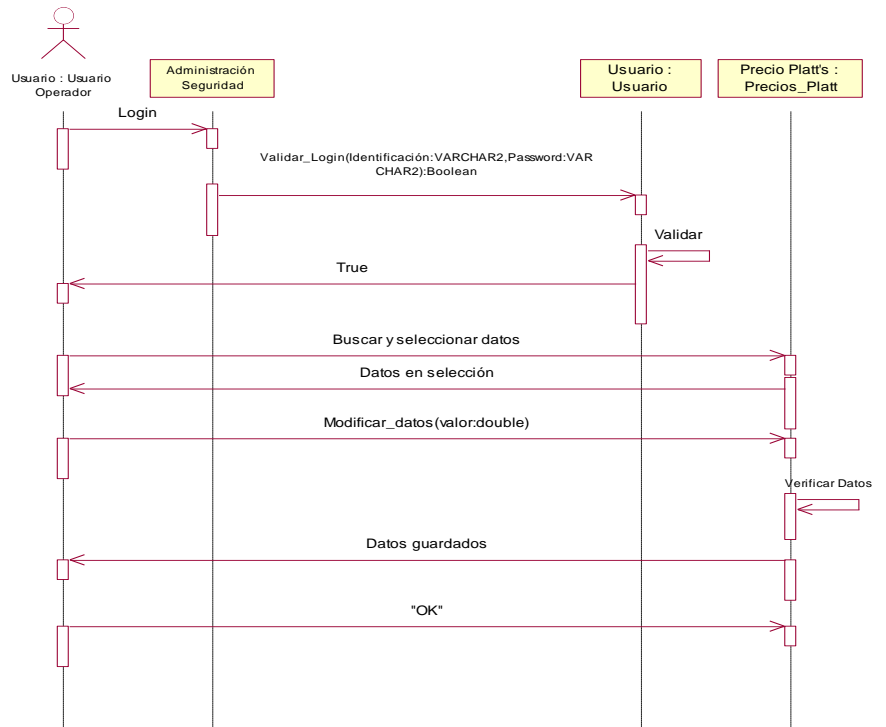 Usuario : Usuario
Operador
Administración
Seguridad
Usuario :
Usuario
Precio Platt's :
Precios_Platt
Login
Validar_Login(Identificación:VARCHAR2,Password:VAR
CHAR2):Boolean
Validar
True
Buscar y seleccionar datos
Datos en selección
Modificar_datos(valor:double)
Verificar Datos
Datos guardados
"OK"